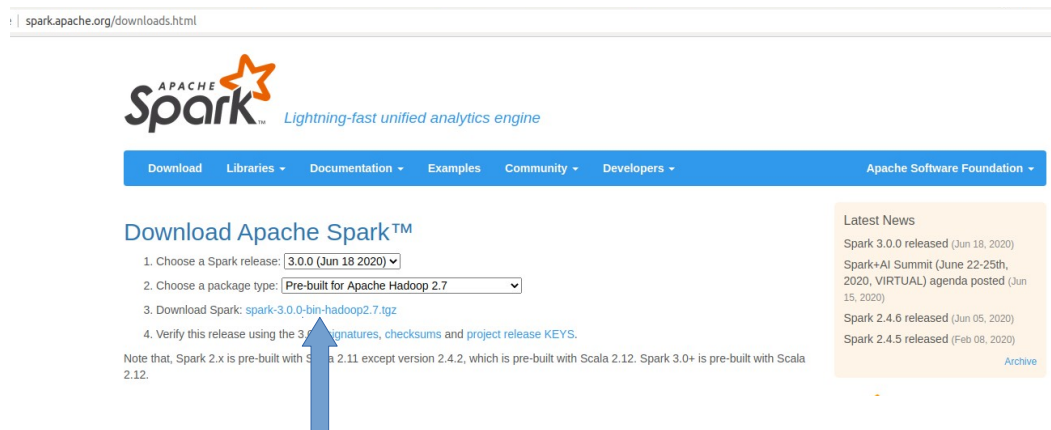 spark.apache.org/downloads.html
APACHE
Spark™
Lightning-fast unified analytics engine
Download Libraries Documentation Examples Community Developers Apache Software Foundation
Download Apache Spark™
1. Choose a Spark release: 3.0.0 (Jun 18 2020)
2. Choose a package type: Pre-built for Apache Hadoop 2.7
3. Download Spark: spark-3.0.0-bin-hadoop2.7.tgz
4. Verify this release using the signatures, checksums and project release KEYS.
Note that, Spark 2.x is pre-built with Scala 2.11 except version 2.4.2, which is pre-built with Scala 2.12. Spark 3.0+ is pre-built with Scala
2.12.
Latest News
Spark 3.0.0 released (Jun 18, 2020)
Spark+AI Summit (June 22-25th,
2020, VIRTUAL) agenda posted (Jun
15, 2020)
Spark 2.4.6 released (Jun 05, 2020)
Spark 2.4.5 released (Feb 08, 2020)
Archive